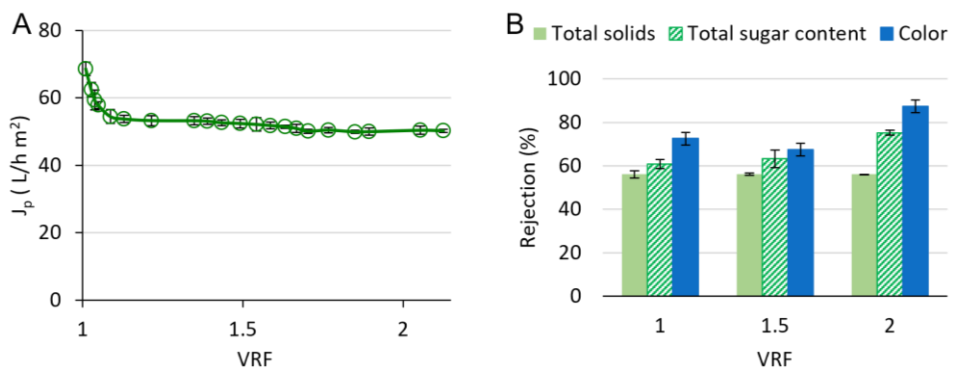 A
J_p ( L/h m²)
80
60
40
20
0
1
1.5
2
VRF
B
Total solids
Total sugar content
Color
Rejection (%)
100
80
60
40
20
0
1
1.5
2
VRF